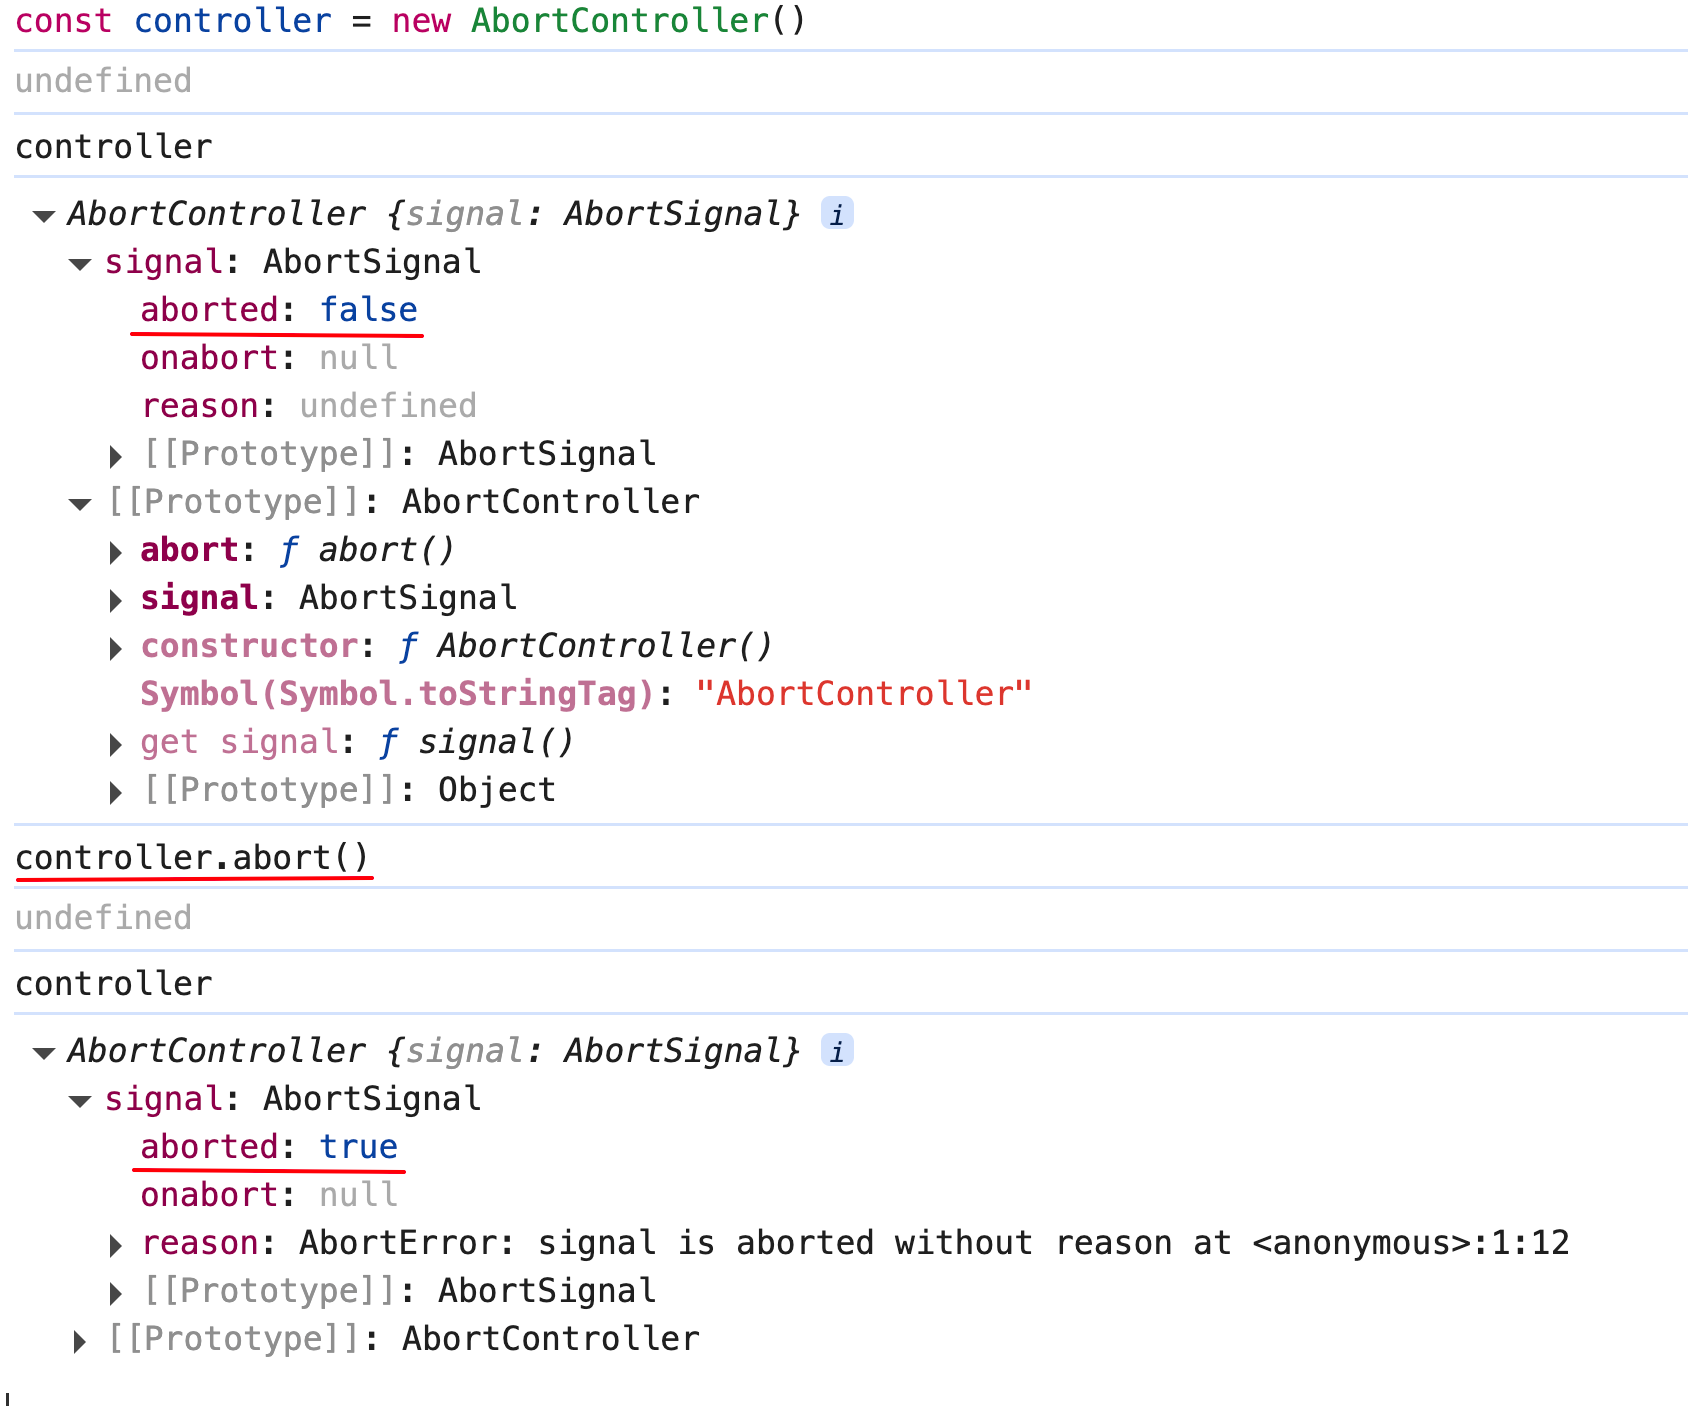 const controller = new AbortController()
undefined
controller
AbortController {signal: AbortSignal} i
signal: AbortSignal
aborted: false
onabort: null
reason: undefined
[[Prototype]]: AbortSignal
[[Prototype]]: AbortController
abort: ƒ abort()
signal: AbortSignal
constructor: ƒ AbortController()
Symbol(Symbol.toStringTag): "AbortController"
get signal: ƒ signal()
[[Prototype]]: Object
controller.abort()
undefined
controller
AbortController {signal: AbortSignal} i
signal: AbortSignal
aborted: true
onabort: null
reason: AbortError: signal is aborted without reason at <anonymous>:1:12
[[Prototype]]: AbortSignal
[[Prototype]]: AbortController